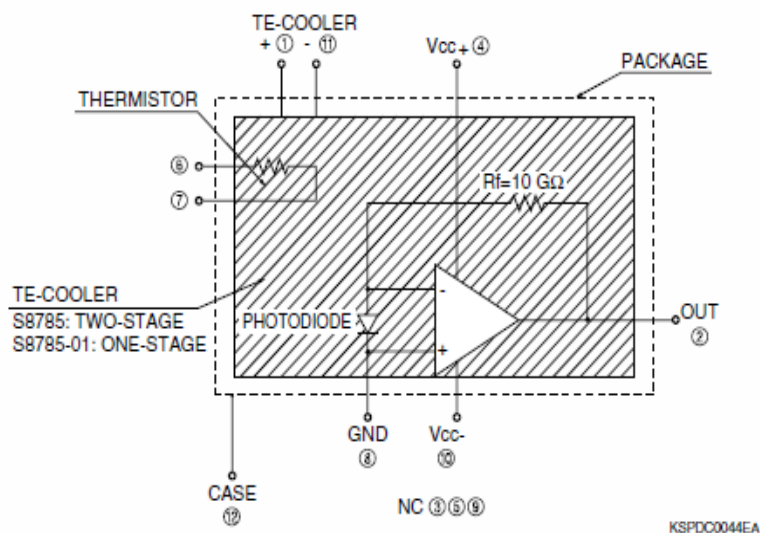 TE-COOLER
+ ① - ⑪
Vcc+ ④
PACKAGE
THERMISTOR
⑥
Rf=10 GΩ
⑦
-
TE-COOLER
S8785: TWO-STAGE
S8785-01: ONE-STAGE
PHOTODIODE
OUT
②
+
GND
⑧
Vcc-
⑩
CASE
⑫
NC ③⑤⑨
KSPDC0044EA